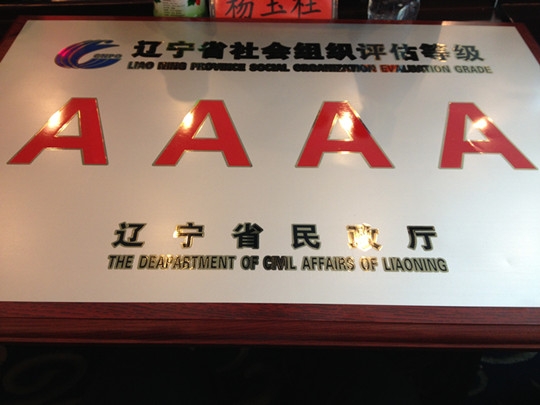 杨玉柱
辽宁省社会组织评估等级
LIAO NING PROVINCE SOCIAL ORGANIZATION EVALUATION GRADE
AAAA
辽宁省民政厅
THE DEAPARTMENT OF CIVIL AFFAIRS OF LIAONING